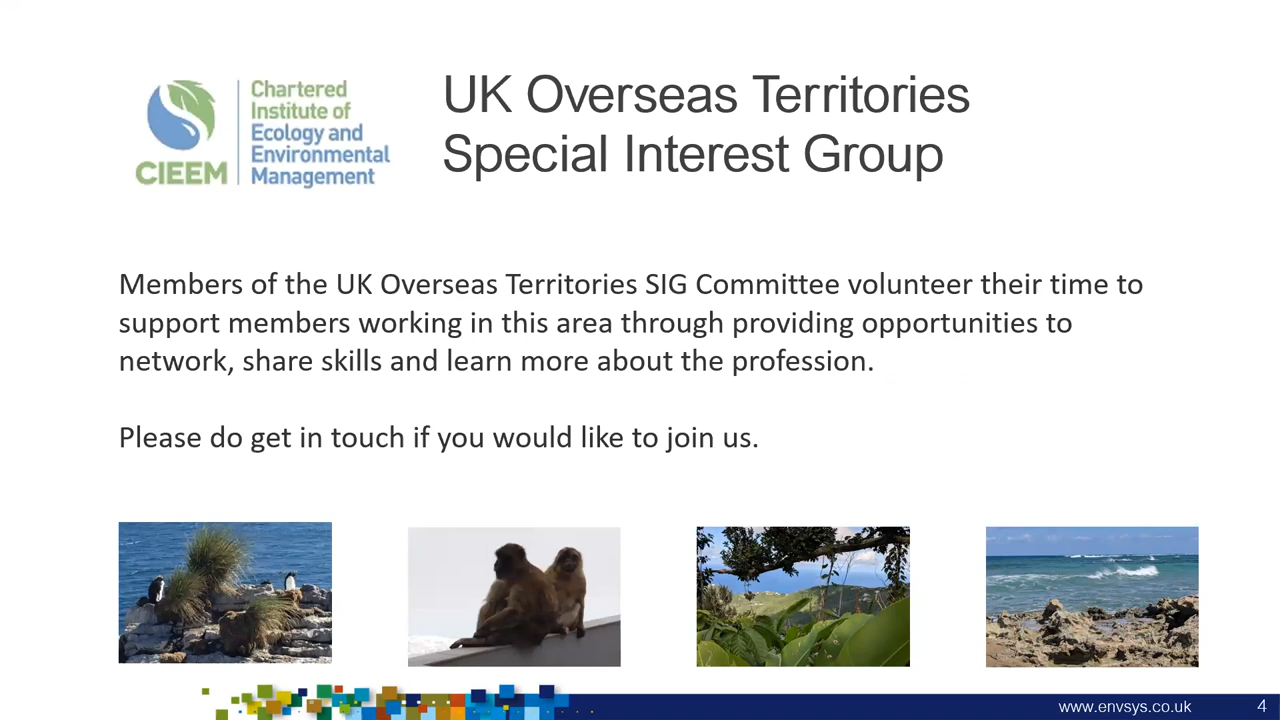 CIEEM
Chartered
Institute of
Ecology and
Environmental
Management
UK Overseas Territories
Special Interest Group
Members of the UK Overseas Territories SIG Committee volunteer their time to
support members working in this area through providing opportunities to
network, share skills and learn more about the profession.
Please do get in touch if you would like to join us.
www.envsys.co.uk 4